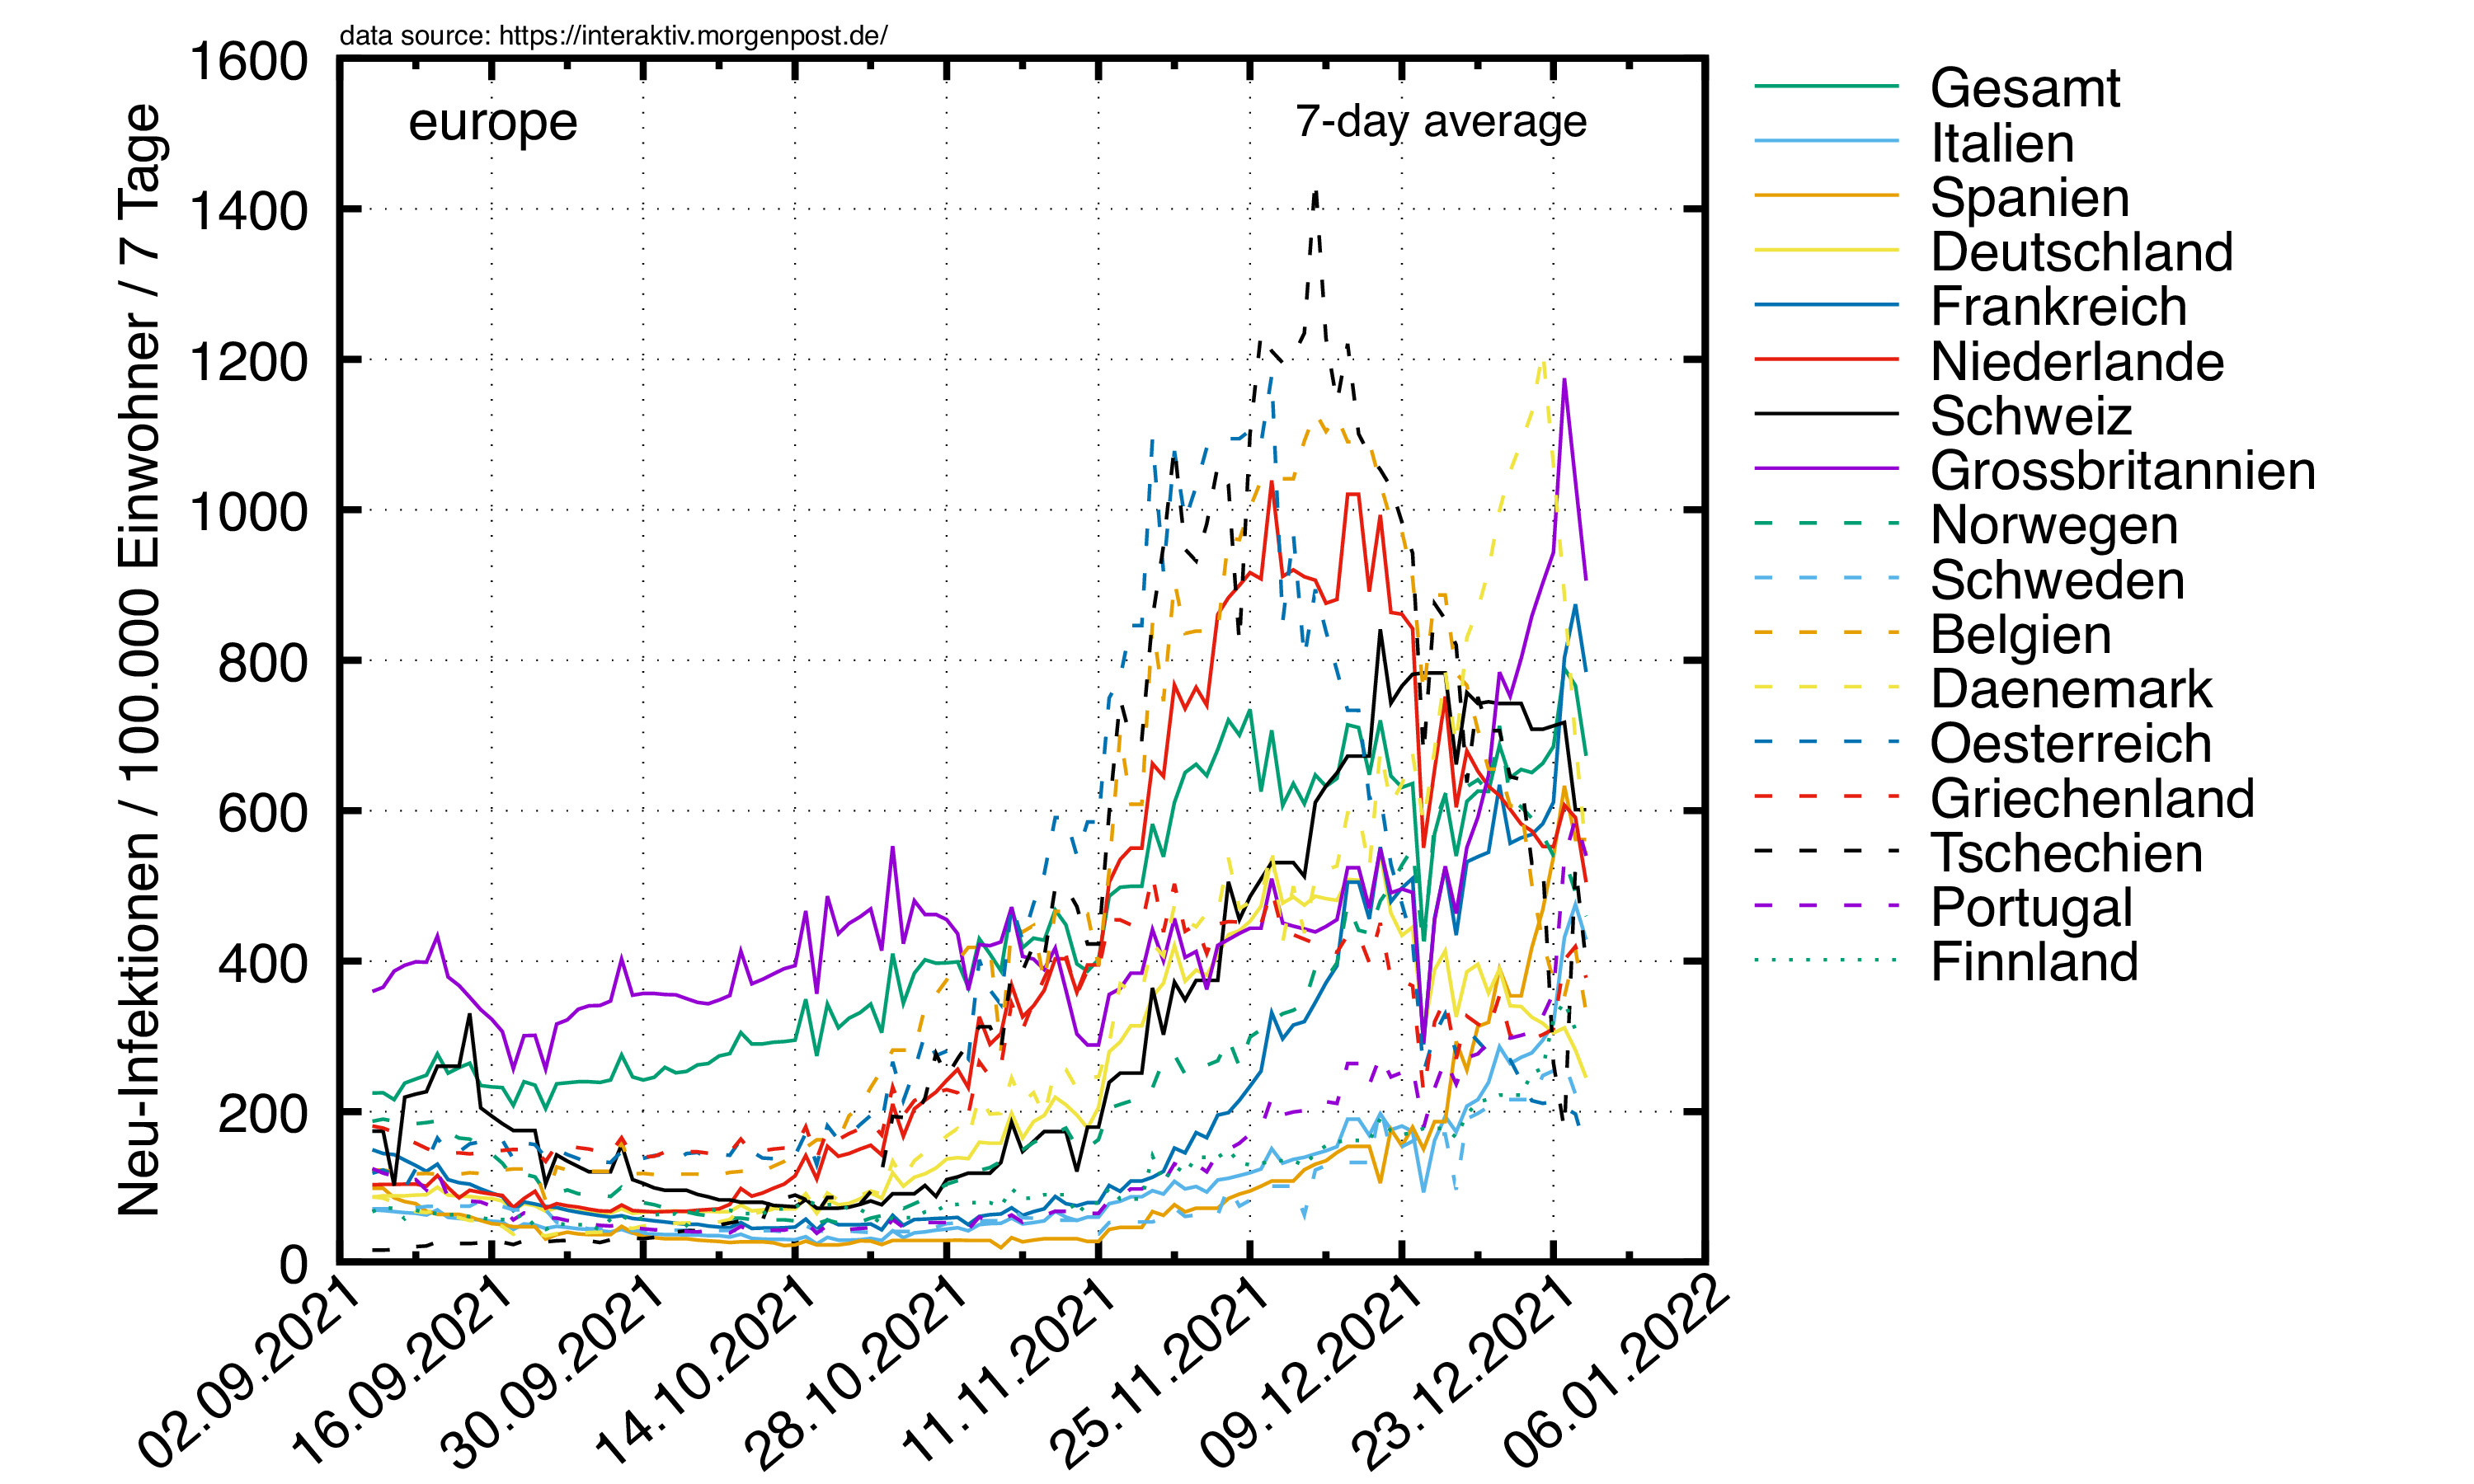 data source: https://interaktiv.morgenpost.de/
europe
7-day average
Neu-Infektionen / 100.000 Einwohner / 7 Tage
1600
1400
1200
1000
800
600
400
200
0
02.09.2021
16.09.2021
30.09.2021
14.10.2021
28.10.2021
11.11.2021
25.11.2021
09.12.2021
23.12.2021
06.01.2022
Gesamt
Italien
Spanien
Deutschland
Frankreich
Niederlande
Schweiz
Grossbritannien
Norwegen
Schweden
Belgien
Daenemark
Oesterreich
Griechenland
Tschechien
Portugal
Finnland